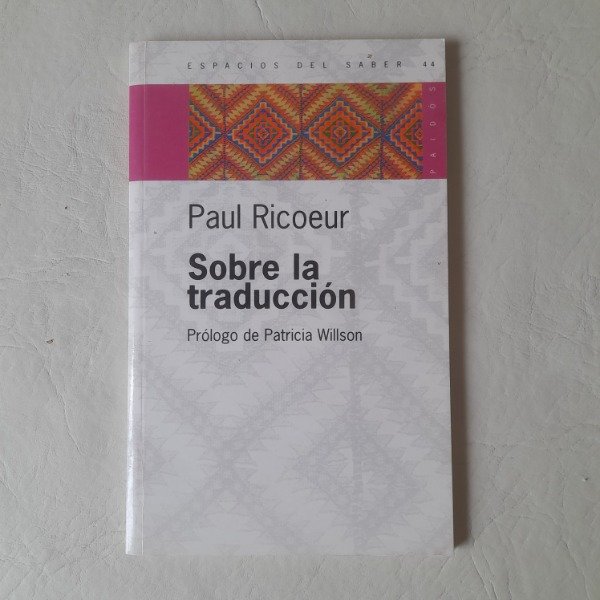 ESPACIOS DEL SABER 44
PAIDÓS
Paul Ricoeur
Sobre la
traducción
Prólogo de Patricia Willson